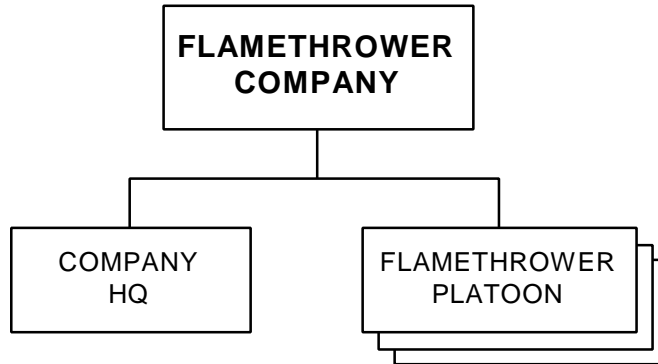 FLAMETHROWER
COMPANY
COMPANY
HQ
FLAMETHROWER
PLATOON